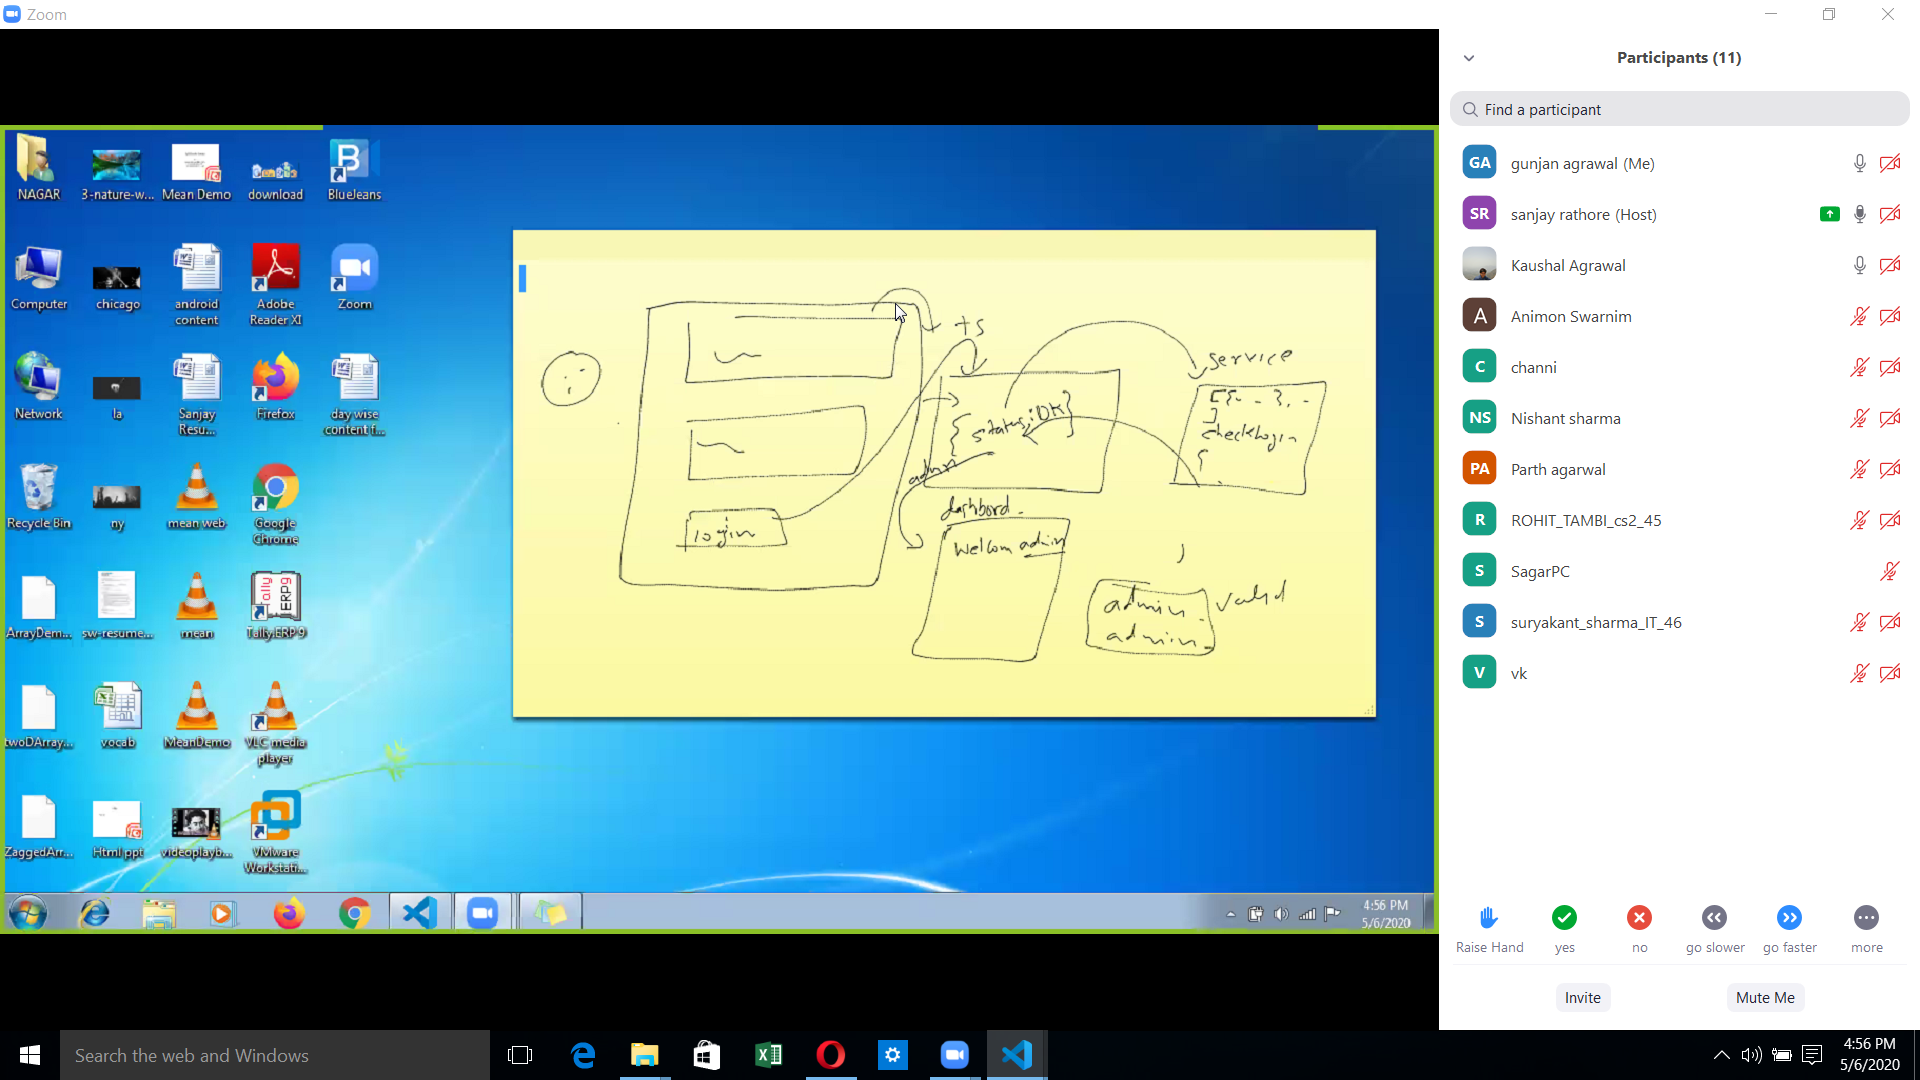 Zoom
NAGAR
3-nature-w...
Mean Demo
download
BlueJeans
Computer
chicago
android
content
Adobe
Reader XI
Zoom
Network
la
Sanjay
Resu...
Firefox
day wise
content f...
Recycle Bin
ny
mean web
Google
Chrome
ArrayDem...
sw-resume...
mean
Tally.ERP 9
twoDArray...
vocab
MeanDemo
VLC media
player
ZaggedArr...
Html.ppt
videoplayb...
VMware
Workstati...
ts
service
[{- - -}, -
]
checkLogin
{
{status:'OK'}
admin
dashbord
login
Wellcom admin
admin
admin
valid
4:56 PM
5/6/2020
Participants (11)
Find a participant
GA gunjan agrawal (Me)
SR sanjay rathore (Host)
Kaushal Agrawal
A Animon Swarnim
C channi
NS Nishant sharma
PA Parth agarwal
R ROHIT_TAMBI_cs2_45
S SagarPC
S suryakant_sharma_IT_46
V vk
Raise Hand yes no go slower go faster more
Invite Mute Me
Search the web and Windows
4:56 PM
5/6/2020